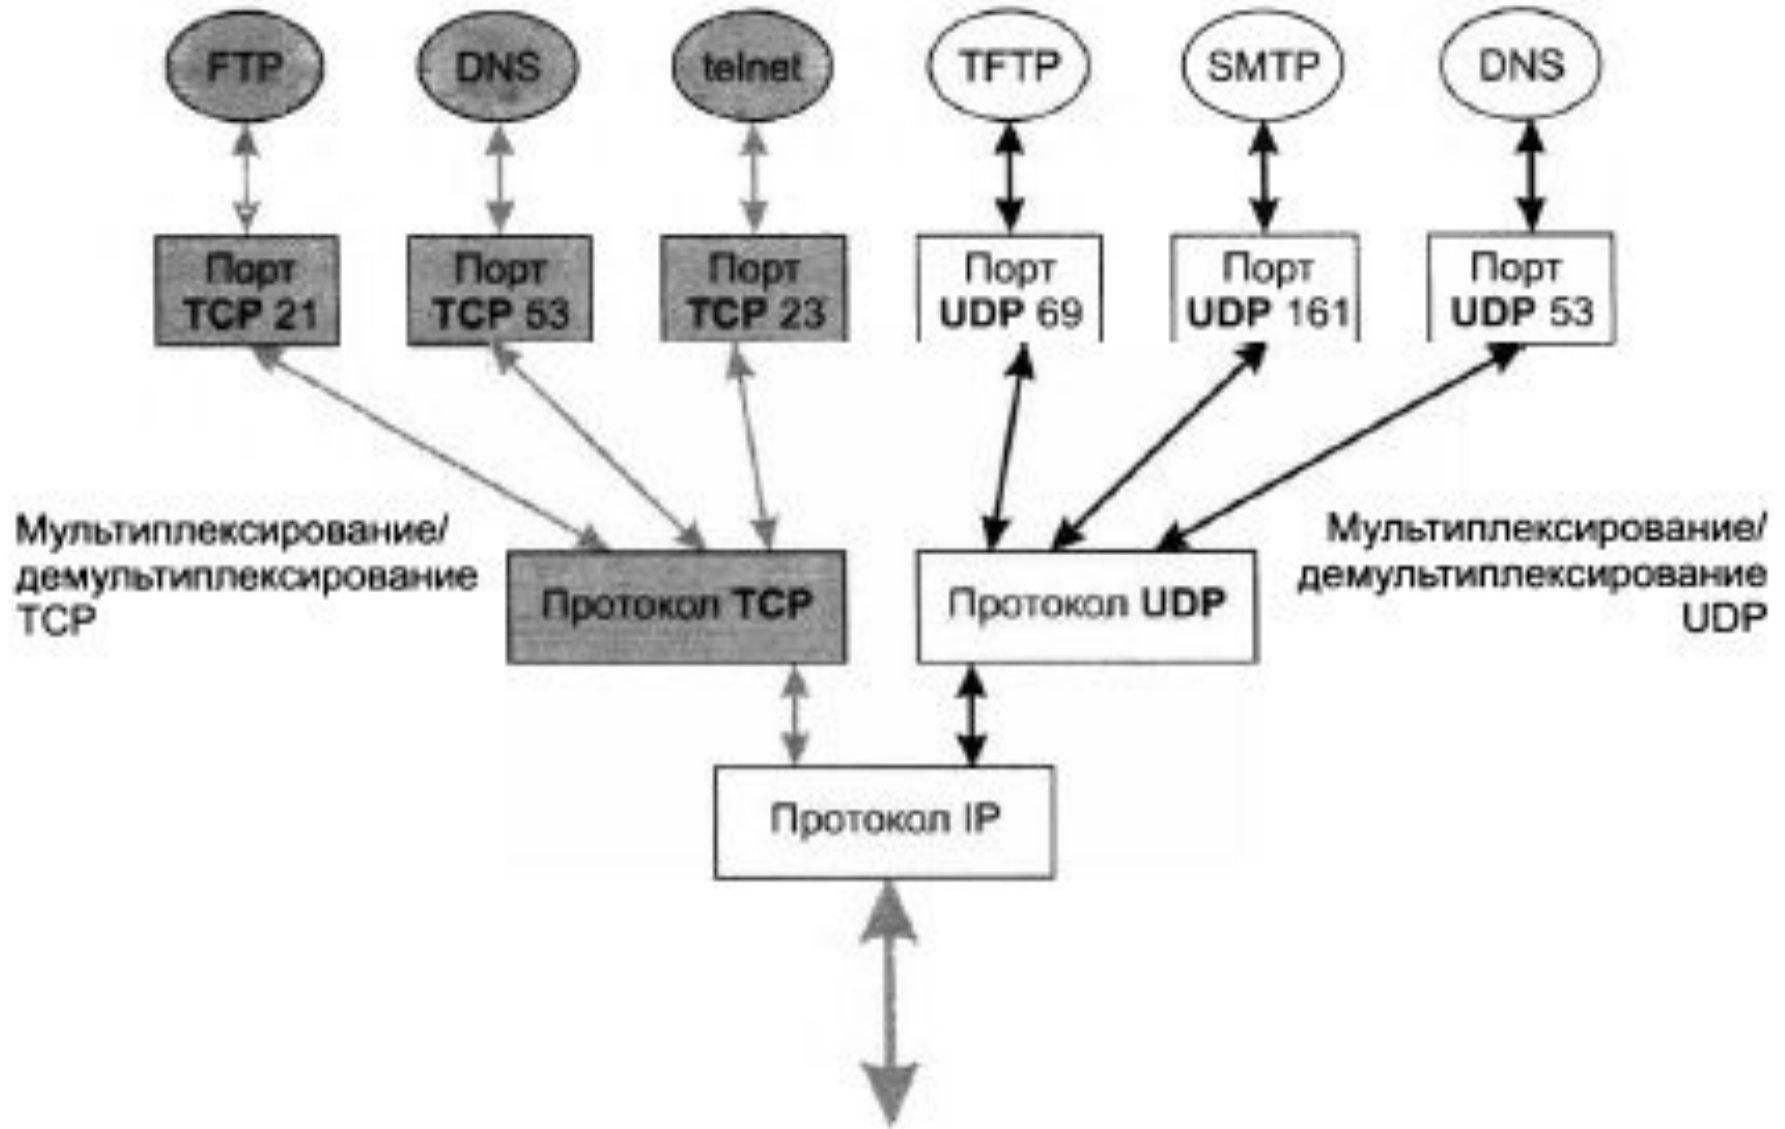 FTP
DNS
telnet
TFTP
SMTP
DNS
Порт
TCP 21
Порт
TCP 53
Порт
TCP 23
Порт
UDP 69
Порт
UDP 161
Порт
UDP 53
Мультиплексирование/
демультиплексирование
TCP
Мультиплексирование/
демультиплексирование
UDP
Протокол TCP
Протокол UDP
Протокол IP